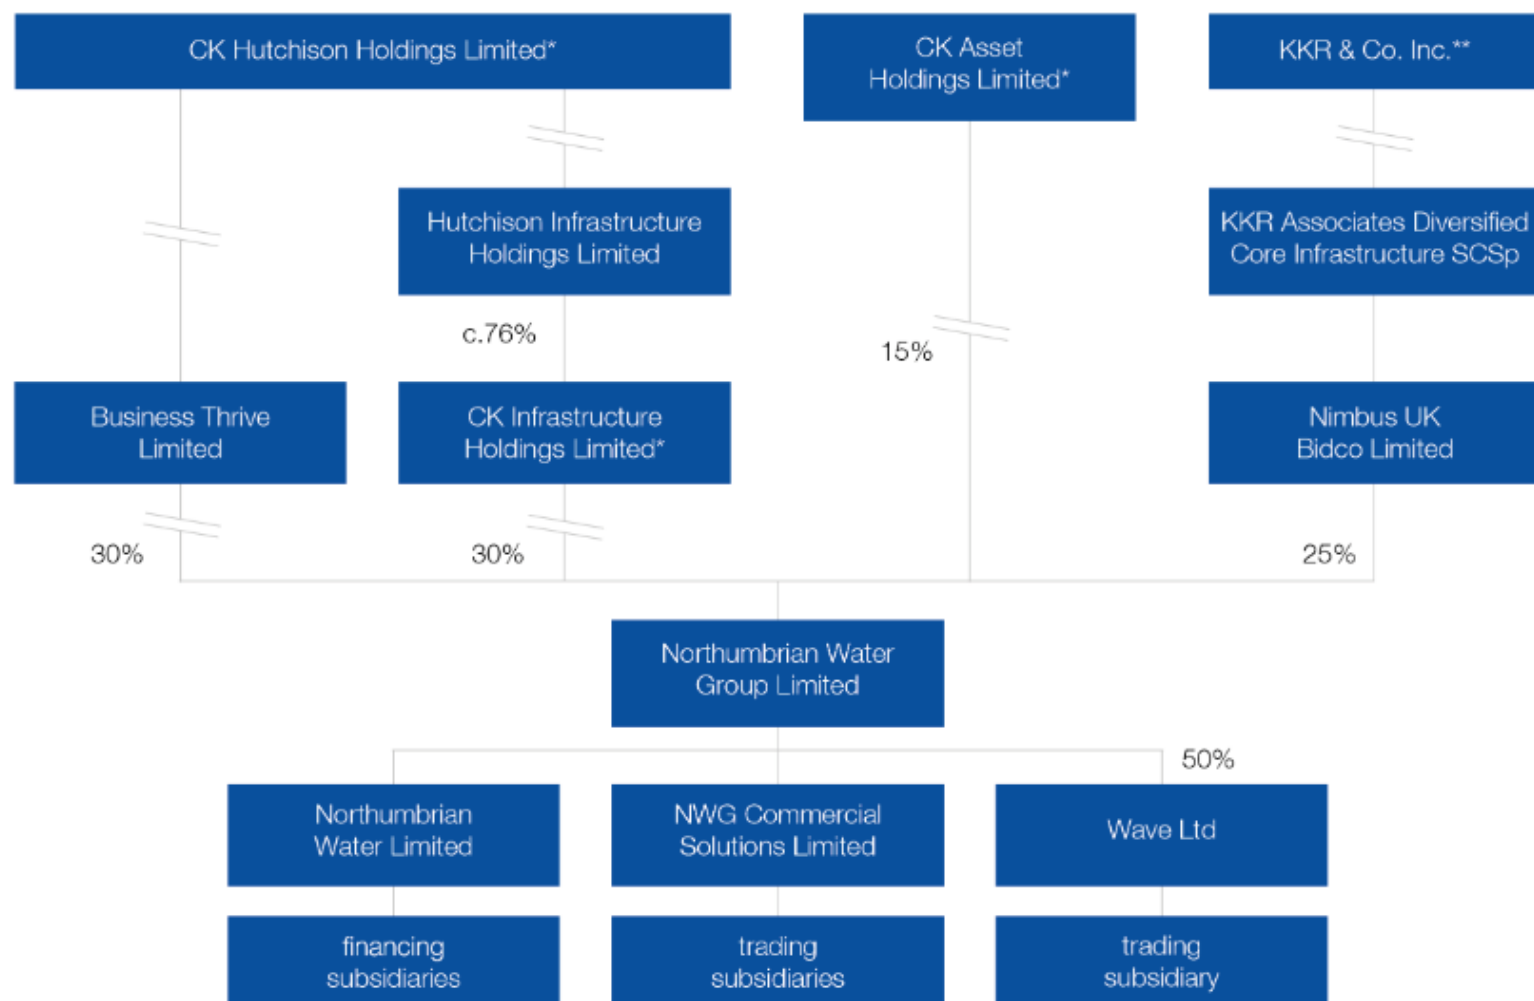 CK Hutchison Holdings Limited*
CK Asset
Holdings Limited*
KKR & Co. Inc.**
Hutchison Infrastructure
Holdings Limited
KKR Associates Diversified
Core Infrastructure SCSp
c.76%
15%
Business Thrive
Limited
CK Infrastructure
Holdings Limited*
Nimbus UK
Bidco Limited
30%
30%
25%
Northumbrian Water
Group Limited
50%
Northumbrian
Water Limited
NWG Commercial
Solutions Limited
Wave Ltd
financing
subsidiaries
trading
subsidiaries
trading
subsidiary